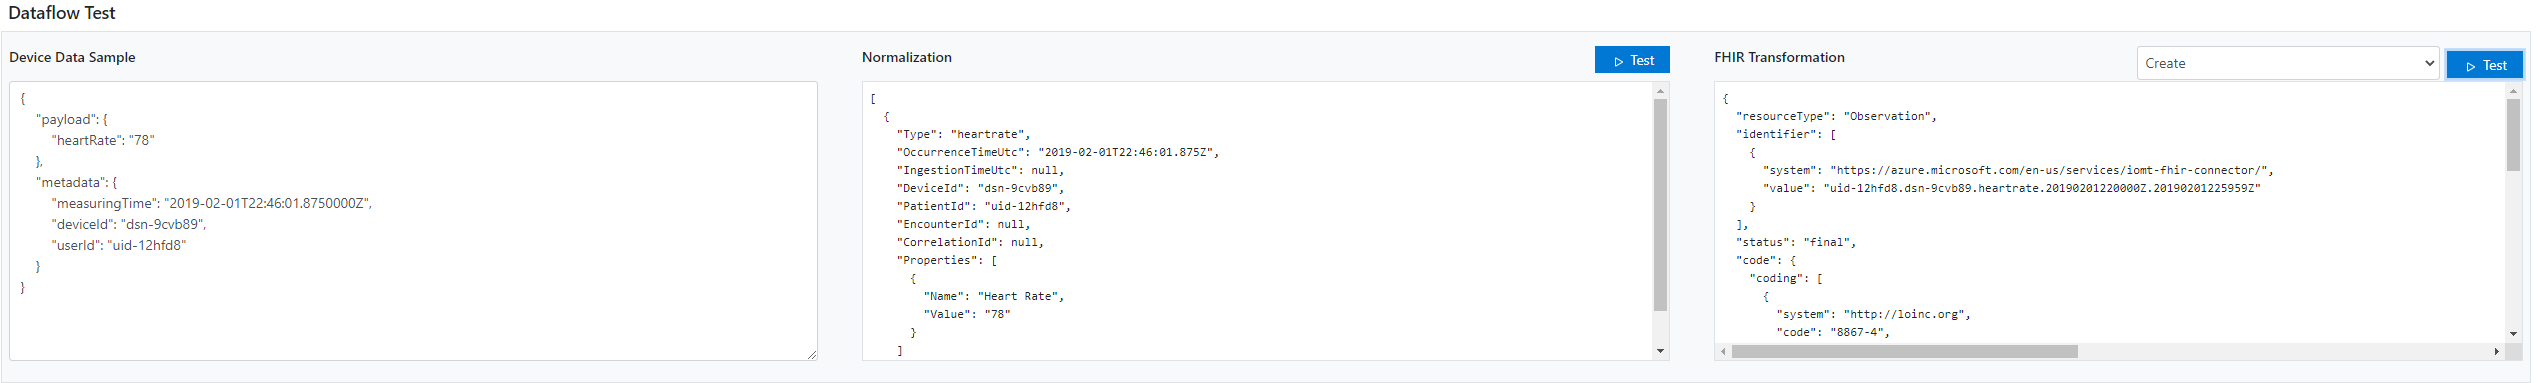 Dataflow Test
Device Data Sample
{
"payload": {
"heartRate": "78"
},
"metadata": {
"measuringTime": "2019-02-01T22:46:01.8750000Z",
"deviceId": "dsn-9cvb89",
"userId": "uid-12hfd8"
}
}
Normalization
Test
[
{
"Type": "heartrate",
"OccurrenceTimeUtc": "2019-02-01T22:46:01.875Z",
"IngestionTimeUtc": null,
"DeviceId": "dsn-9cvb89",
"PatientId": "uid-12hfd8",
"EncounterId": null,
"CorrelationId": null,
"Properties": [
{
"Name": "Heart Rate",
"Value": "78"
}
]
FHIR Transformation
Create
Test
{
"resourceType": "Observation",
"identifier": [
{
"system": "https://azure.microsoft.com/en-us/services/iomt-fhir-connector/",
"value": "uid-12hfd8.dsn-9cvb89.heartrate.20190201220000Z.20190201225959Z"
}
],
"status": "final",
"code": {
"coding": [
{
"system": "http://loinc.org",
"code": "8867-4",